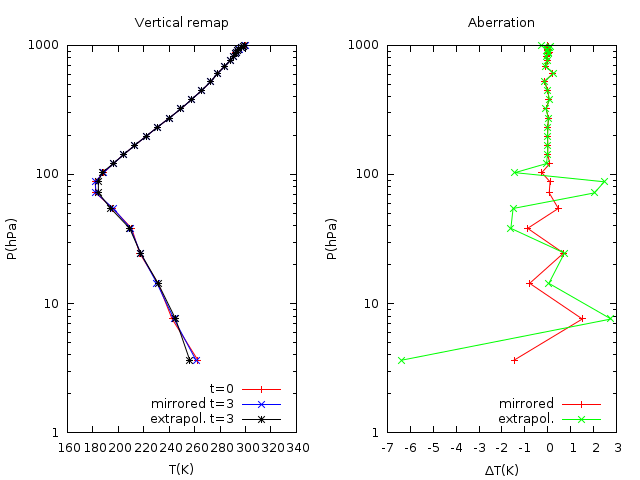 Vertical remap
1000
100
10
1
P(hPa)
t=0
mirrored t=3
extrapol. t=3
160 180 200 220 240 260 280 300 320 340
T(K)
Aberration
1000
100
10
1
P(hPa)
mirrored
extrapol.
-7 -6 -5 -4 -3 -2 -1 0 1 2 3
ΔT(K)